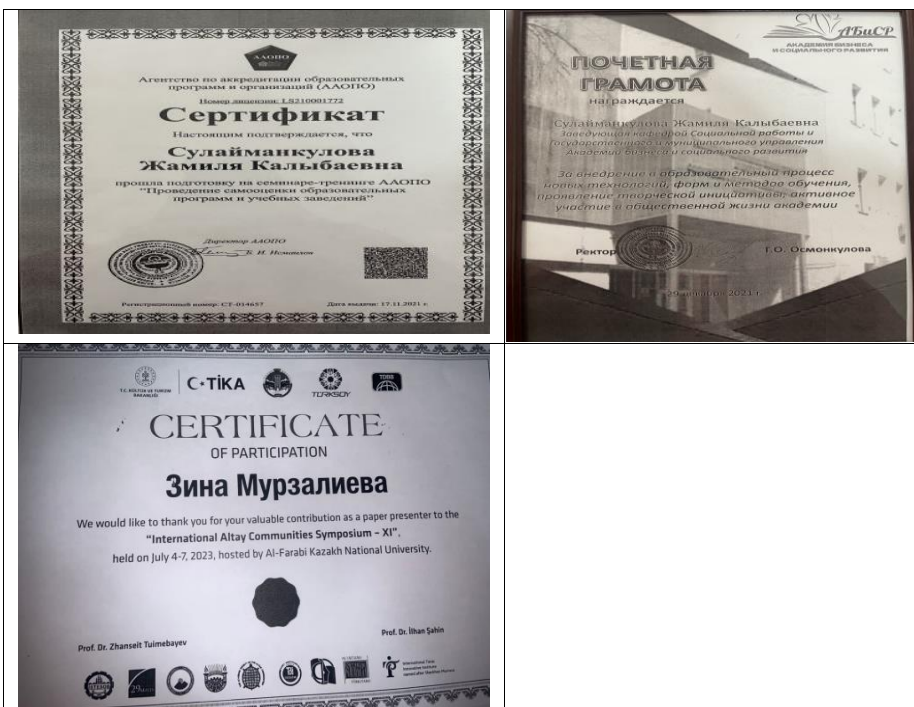 ААОПО
Агентство по аккредитации образовательных
программ и организаций (ААОПО)
Номер лицензии: LS210001772
Сертификат
Настоящим подтверждается, что
Сулайманкулова
Жамиля Калыбаевна
прошла подготовку на семинаре-тренинге ААОПО
"Проведение самооценки образовательных
программ и учебных заведений"
Директор ААОПО
Регистрационный номер: СТ-014657
Дата выдачи: 17.11.2021 г.
АБиСР
АКАДЕМИЯ БИЗНЕСА
И СОЦИАЛЬНОГО РАЗВИТИЯ
ПОЧЕТНАЯ
ГРАМОТА
награждается
Сулайманкулова Жамиля Калыбаевна
Заведующая кафедрой Социальной работы и
Государственного и муниципального управления
Академии бизнеса и социального развития
За внедрение в образовательный процесс
новых технологий, форм и методов обучения,
проявление творческой инициативы, активное
участие в общественной жизни академии
Ректор
Г.О. Осмонкулова
2021 г.
T.C. KÜLTÜR VE TURİZM
BAKANLIĞI
TİKA
TÜRKSOY
CERTIFICATE
OF PARTICIPATION
Зина Мурзалиева
We would like to thank you for your valuable contribution as a paper presenter to the
"International Altay Communities Symposium – XI",
held on July 4-7, 2023, hosted by Al-Farabi Kazakh National University.
Prof. Dr. Zhanseit Tuimebayev
Prof. Dr. İlhan Şahin